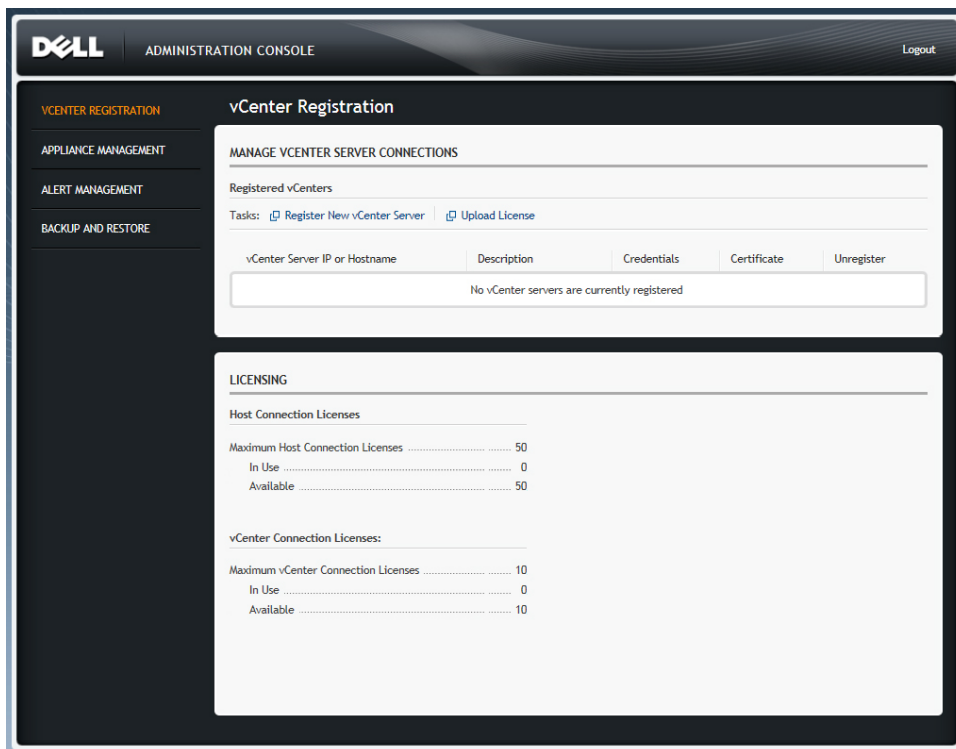 DELL ADMINISTRATION CONSOLE Logout
VCENTER REGISTRATION
APPLIANCE MANAGEMENT
ALERT MANAGEMENT
BACKUP AND RESTORE
vCenter Registration
MANAGE VCENTER SERVER CONNECTIONS
Registered vCenters
Tasks: Register New vCenter Server Upload License
vCenter Server IP or Hostname Description Credentials Certificate Unregister
No vCenter servers are currently registered
LICENSING
Host Connection Licenses
Maximum Host Connection Licenses 50
In Use 0
Available 50
vCenter Connection Licenses:
Maximum vCenter Connection Licenses 10
In Use 0
Available 10